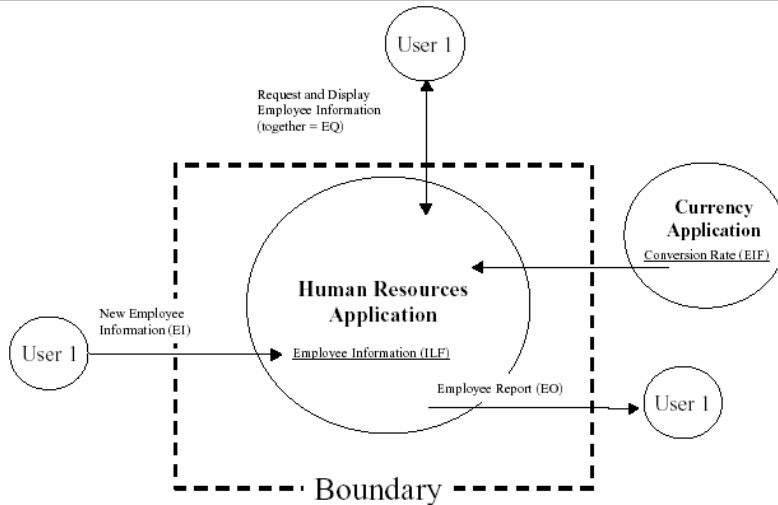 User 1
Request and Display
Employee Information
(together = EQ)
Currency
Application
Conversion Rate (EIF)
Human Resources
Application
New Employee
Information (EI)
User 1
Employee Information (ILF)
Employee Report (EO)
User 1
Boundary